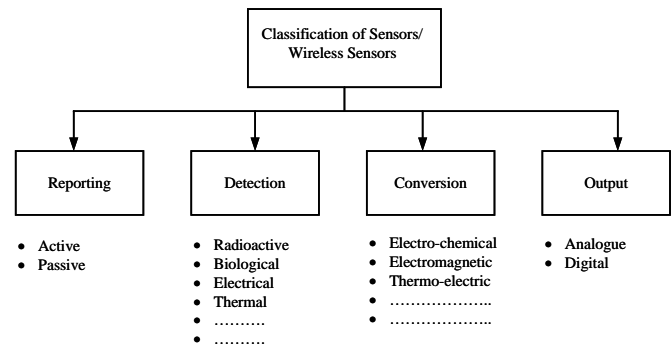 Classification of Sensors/
Wireless Sensors
Reporting
Detection
Conversion
Output
• Active
• Passive
• Radioactive
• Biological
• Electrical
• Thermal
• ……….
• ……….
• Electro-chemical
• Electromagnetic
• Thermo-electric
• ………………..
• ………………..
• Analogue
• Digital